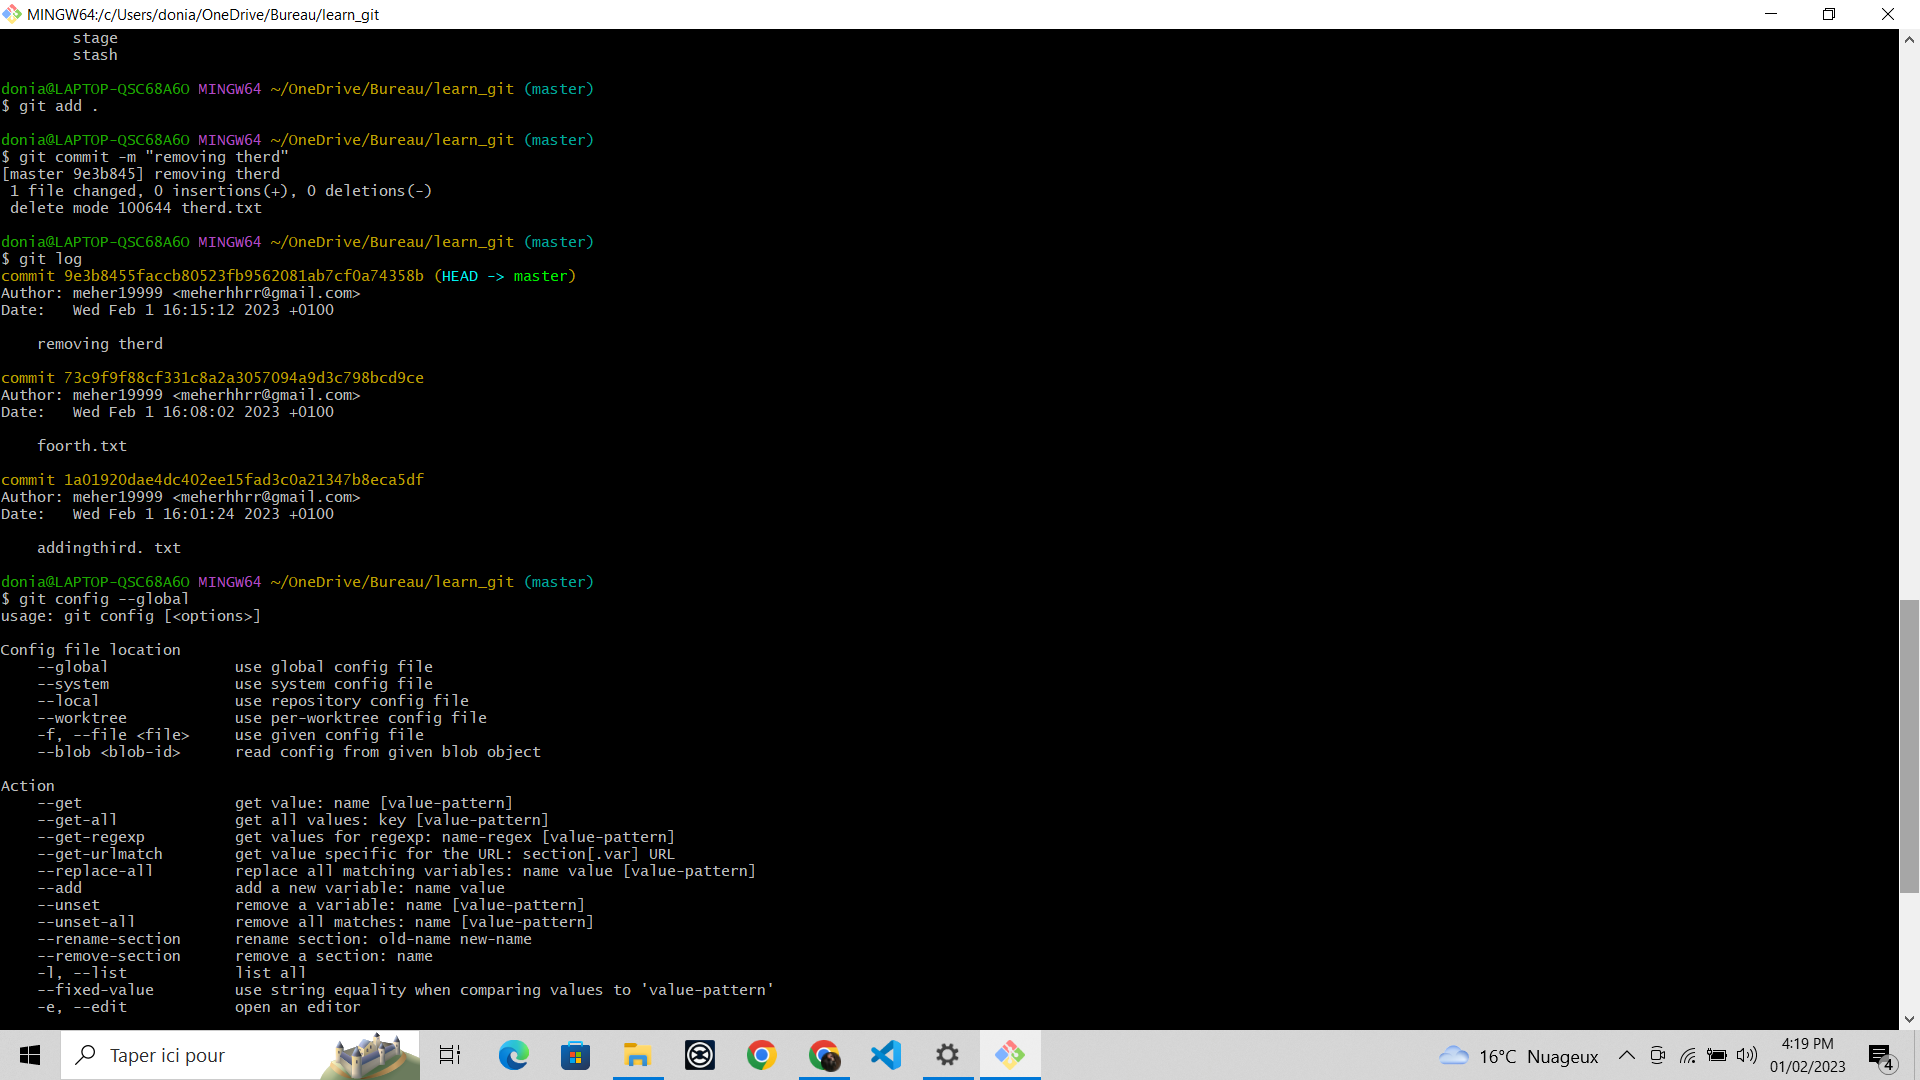 MINGW64:/c/Users/donia/OneDrive/Bureau/learn_git
stage
stash
donia@LAPTOP-QSC68A6O MINGW64 ~/OneDrive/Bureau/learn_git (master)
$ git add .
donia@LAPTOP-QSC68A6O MINGW64 ~/OneDrive/Bureau/learn_git (master)
$ git commit -m "removing therd"
[master 9e3b845] removing therd
1 file changed, 0 insertions(+), 0 deletions(-)
delete mode 100644 therd.txt
donia@LAPTOP-QSC68A6O MINGW64 ~/OneDrive/Bureau/learn_git (master)
$ git log
commit 9e3b8455faccb80523fb9562081ab7cf0a74358b (HEAD -> master)
Author: meher19999 <meherhhrr@gmail.com>
Date:   Wed Feb 1 16:15:12 2023 +0100
removing therd
commit 73c9f9f88cf331c8a2a3057094a9d3c798bcd9ce
Author: meher19999 <meherhhrr@gmail.com>
Date:   Wed Feb 1 16:08:02 2023 +0100
foorth.txt
commit 1a01920dae4dc402ee15fad3c0a21347b8eca5df
Author: meher19999 <meherhhrr@gmail.com>
Date:   Wed Feb 1 16:01:24 2023 +0100
addingthird. txt
donia@LAPTOP-QSC68A6O MINGW64 ~/OneDrive/Bureau/learn_git (master)
$ git config --global
usage: git config [<options>]
Config file location
--global              use global config file
--system              use system config file
--local               use repository config file
--worktree            use per-worktree config file
-f, --file <file>     use given config file
--blob <blob-id>      read config from given blob object
Action
--get                 get value: name [value-pattern]
--get-all             get all values: key [value-pattern]
--get-regexp          get values for regexp: name-regex [value-pattern]
--get-urlmatch        get value specific for the URL: section[.var] URL
--replace-all         replace all matching variables: name value [value-pattern]
--add                 add a new variable: name value
--unset               remove a variable: name [value-pattern]
--unset-all           remove all matches: name [value-pattern]
--rename-section      rename section: old-name new-name
--remove-section      remove a section: name
-l, --list            list all
--fixed-value         use string equality when comparing values to 'value-pattern'
-e, --edit            open an editor
Taper ici pour
16°C Nuageux
4:19 PM
01/02/2023
4